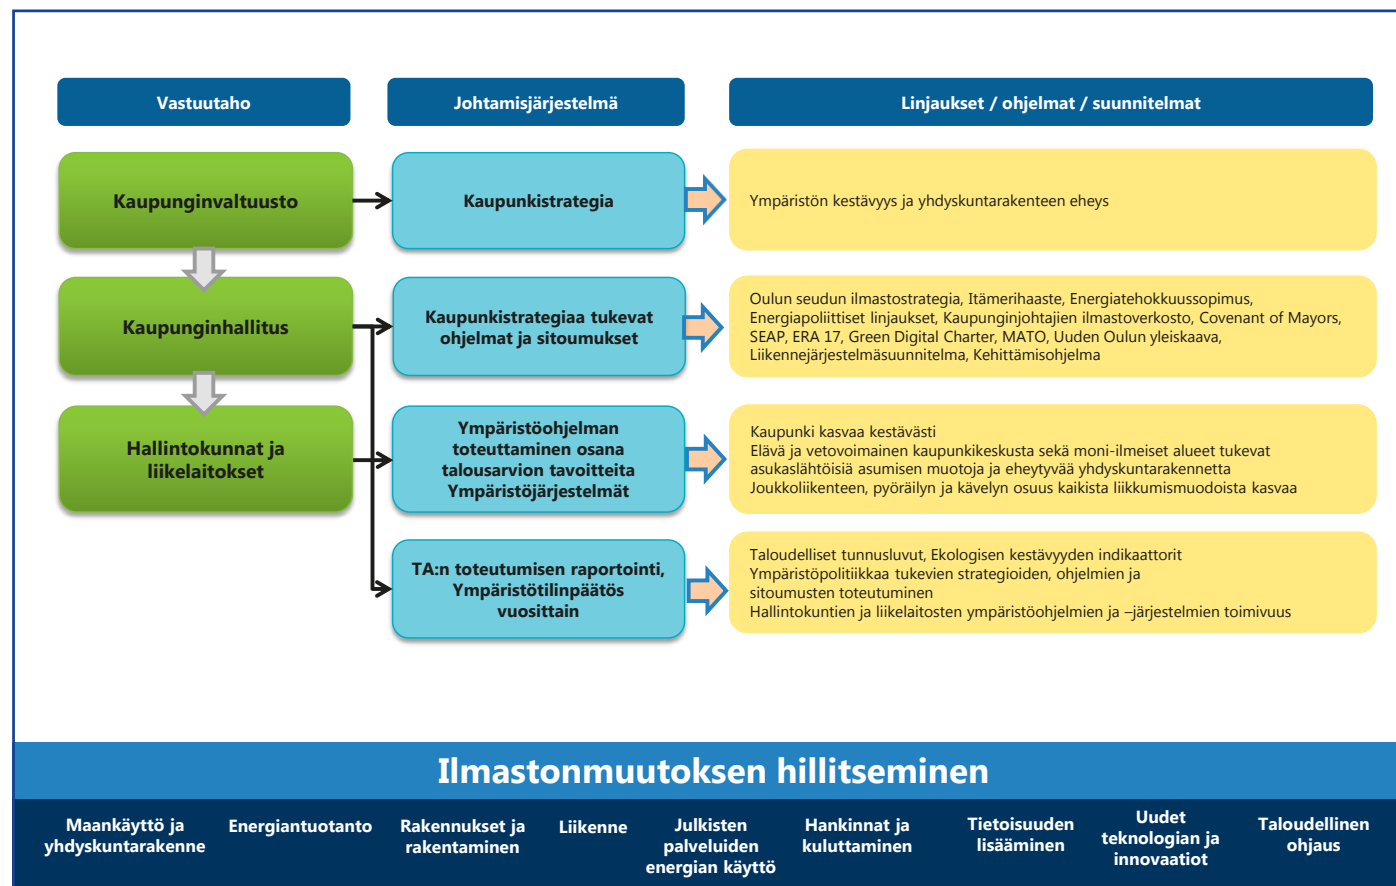 Vastuutaho
Johtamisjärjestelmä
Linjaukset / ohjelmat / suunnitelmat
Kaupunginvaltuusto
Kaupunkistrategia
Ympäristön kestävyys ja yhdyskuntarakenteen eheys
Kaupunginhallitus
Kaupunkistrategiaa tukevat
ohjelmat ja sitoumukset
Oulun seudun ilmastostrategia, Itämerihaaste, Energiatehokkuussopimus,
Energiapoliittiset linjaukset, Kaupunginjohtajien ilmastoverkosto, Covenant of Mayors,
SEAP, ERA 17, Green Digital Charter, MATO, Uuden Oulun yleiskaava,
Liikennejärjestelmäsuunnitelma, Kehittämisohjelma
Hallintokunnat ja
liikelaitokset
Ympäristöohjelman
toteuttaminen osana
talousarvion tavoitteita
Ympäristöjärjestelmät
Kaupunki kasvaa kestävästi
Elävä ja vetovoimainen kaupunkikeskusta sekä moni-ilmeiset alueet tukevat
asukaslähtöisiä asumisen muotoja ja eheytyvää yhdyskuntarakennetta
Joukkoliikenteen, pyöräilyn ja kävelyn osuus kaikista liikkumismuodoista kasvaa
TA:n toteutumisen raportointi,
Ympäristötilinpäätös
vuosittain
Taloudelliset tunnusluvut, Ekologisen kestävyyden indikaattorit
Ympäristöpolitiikkaa tukevien strategioiden, ohjelmien ja
sitoumusten toteutuminen
Hallintokuntien ja liikelaitosten ympäristöohjelmien ja –järjestelmien toimivuus
Ilmastonmuutoksen hillitseminen
Maankäyttö ja
yhdyskuntarakenne
Energiantuotanto
Rakennukset ja
rakentaminen
Liikenne
Julkisten
palveluiden
energian käyttö
Hankinnat ja
kuluttaminen
Tietoisuuden
lisääminen
Uudet
teknologian ja
innovaatiot
Taloudellinen
ohjaus